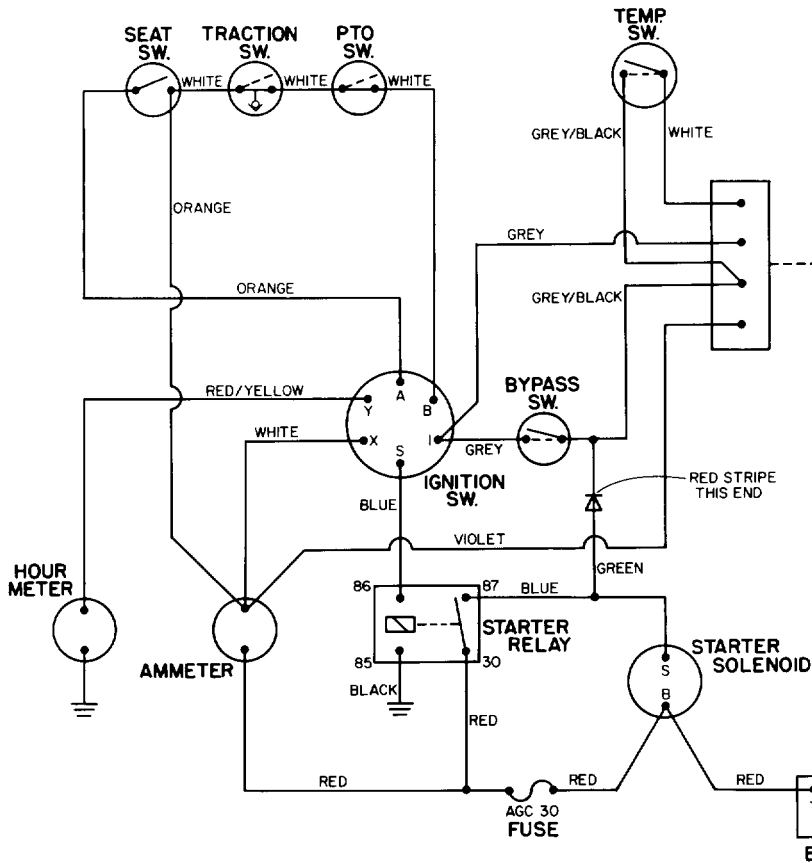 SEAT
SW.
TRACTION
SW.
PTO
SW.
TEMP.
SW.
WHITE
WHITE
WHITE
GREY/BLACK
WHITE
ORANGE
GREY
ORANGE
GREY/BLACK
RED/YELLOW
Y
A
B
BYPASS
SW.
WHITE
X
S
I
GREY
IGNITION
SW.
BLUE
RED STRIPE
THIS END
VIOLET
GREEN
HOUR
METER
86
87
BLUE
STARTER
RELAY
AMMETER
85
30
STARTER
SOLENOID
S
B
BLACK
RED
RED
RED
RED
AGC 30
FUSE